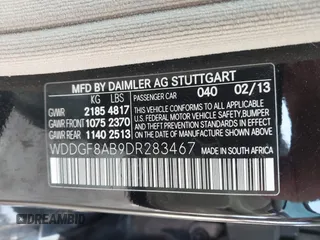 MFD BY DAIMLER AG STUTTGART
KG LBS PASSENGER CAR 040 02/13
GVWR 2185 4817 THIS VEHICLE CONFORMS TO ALL APPLICABLE
GAWR FRONT 1075 2370 FEDERAL MOTOR VEHICLE SAFETY, BUMPER,
GAWR REAR 1140 2513 AND THEFT PREVENTION STANDARDS IN
EFFECT ON THE DATE OF MANUFACTURE SHOWN ABOVE.
WDDGF8AB9DR283467 MADE IN SOUTH AFRICA
DREAMBID